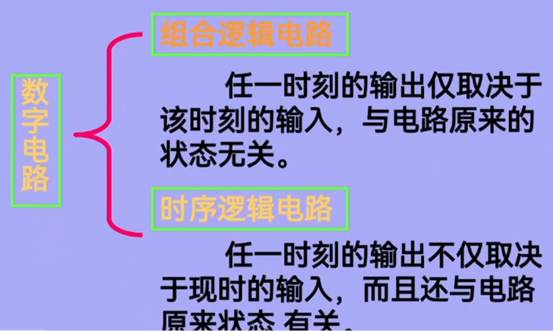 数字电路
组合逻辑电路
任一时刻的输出仅取决于
该时刻的输入，与电路原来的
状态无关。
时序逻辑电路
任一时刻的输出不仅取决
于现时的输入，而且还与电路
原来状态 有关。